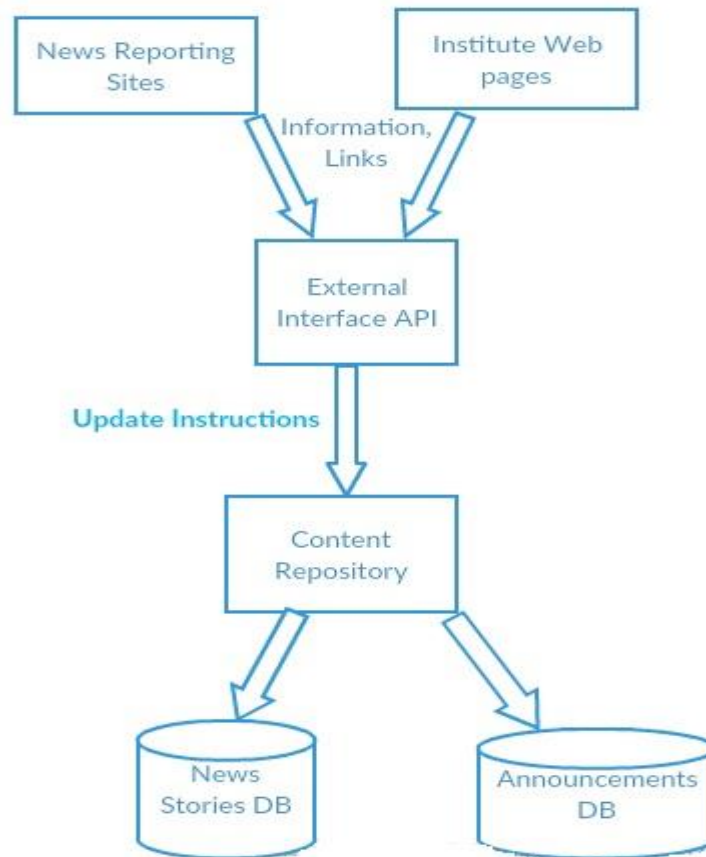 News Reporting
Sites
Institute Web
pages
Information,
Links
External
Interface API
Update Instructions
Content
Repository
News
Stories DB
Announcements
DB